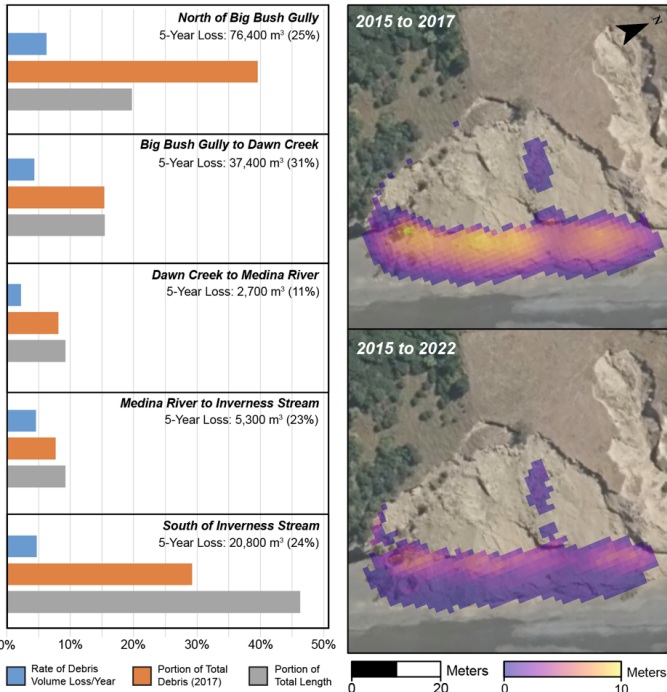 North of Big Bush Gully
5-Year Loss: 76,400 m³ (25%)
Big Bush Gully to Dawn Creek
5-Year Loss: 37,400 m³ (31%)
Dawn Creek to Medina River
5-Year Loss: 2,700 m³ (11%)
Medina River to Inverness Stream
5-Year Loss: 5,300 m³ (23%)
South of Inverness Stream
5-Year Loss: 20,800 m³ (24%)
0% 10% 20% 30% 40% 50%
Rate of Debris
Volume Loss/Year
Portion of Total
Debris (2017)
Portion of
Total Length
2015 to 2017
N
2015 to 2022
Meters
0 20
Meters
0 10